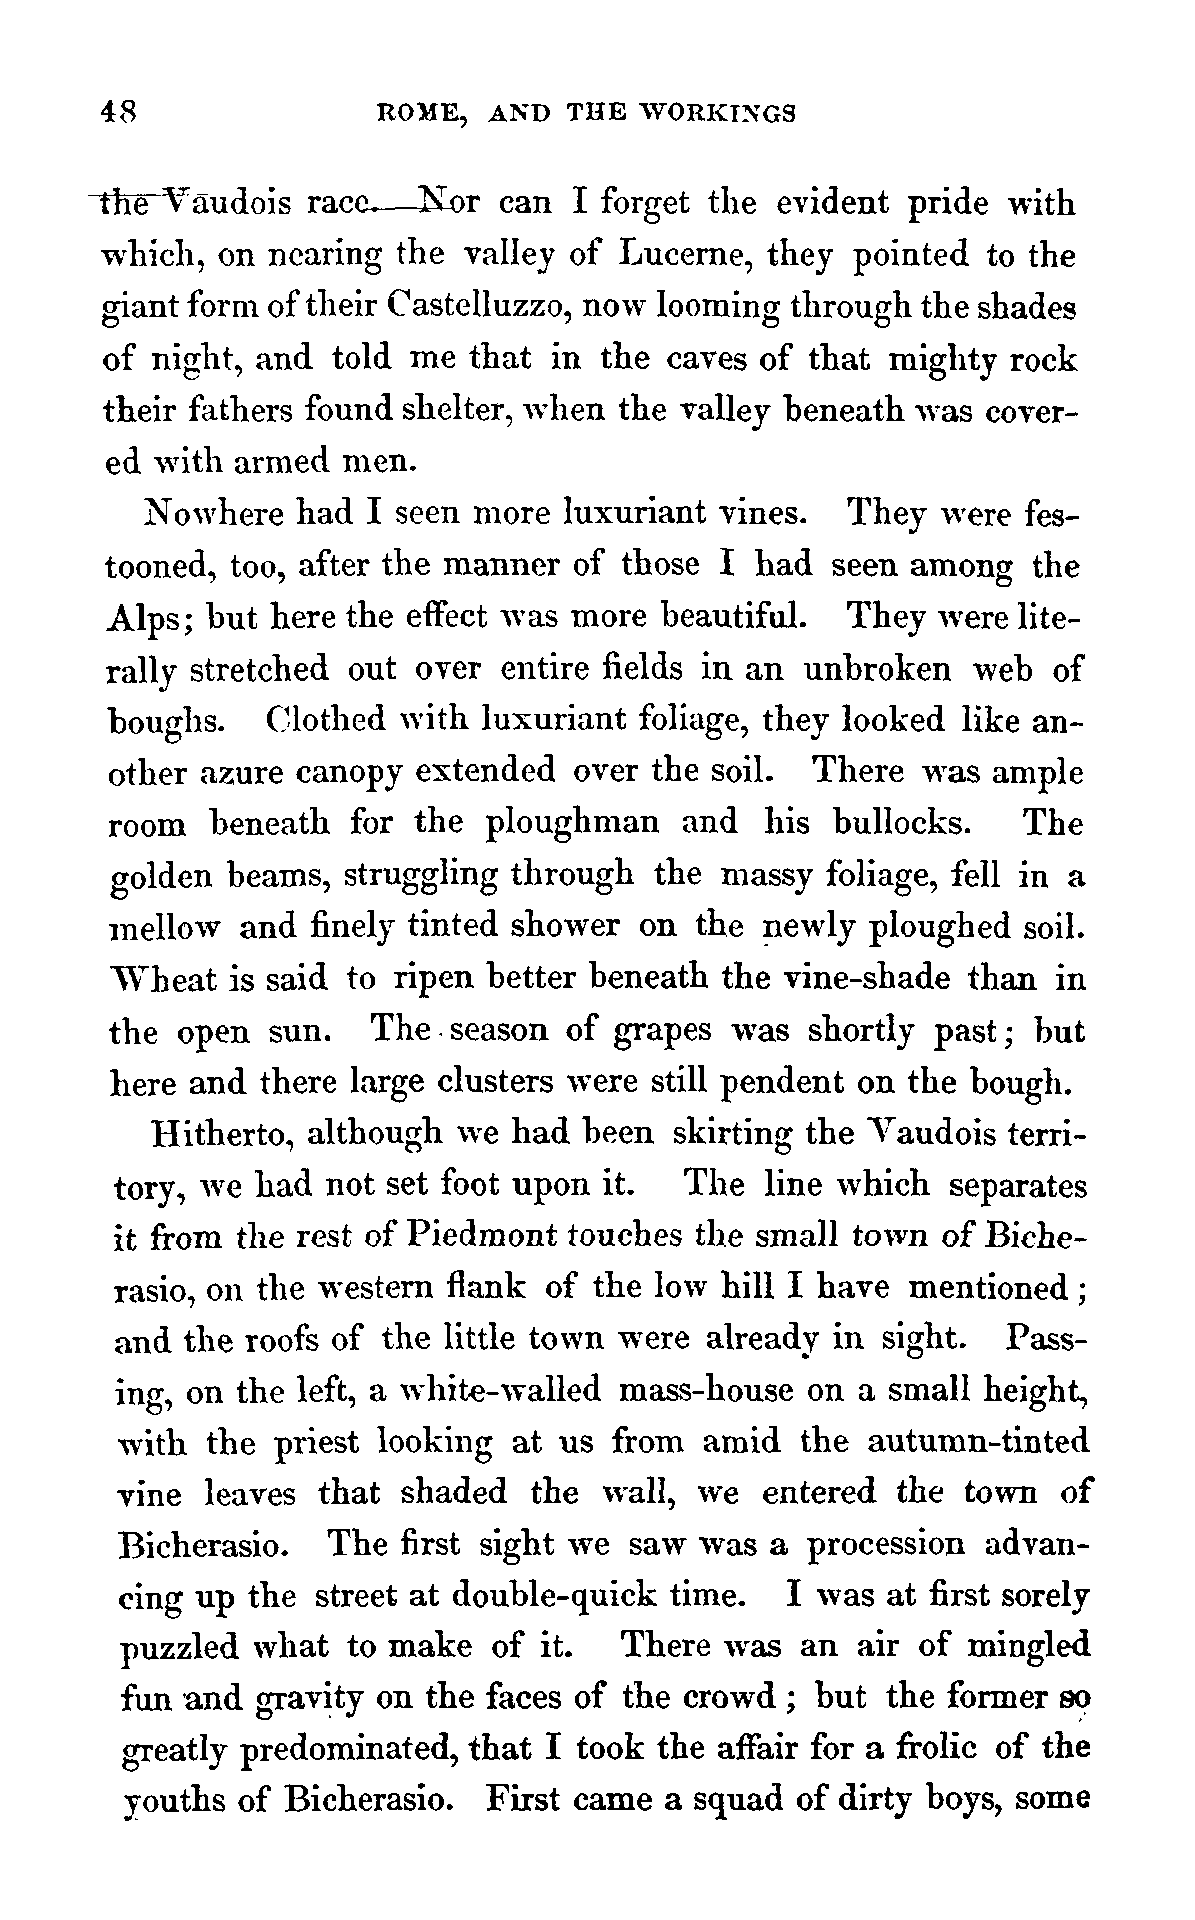 48 ROME, AND THE WORKINGS
the Vaudois race. Nor can I forget the evident pride with
which, on nearing the valley of Lucerne, they pointed to the
giant form of their Castelluzzo, now looming through the shades
of night, and told me that in the caves of that mighty rock
their fathers found shelter, when the valley beneath was cover-
ed with armed men.
Nowhere had I seen more luxuriant vines. They were fes-
tooned, too, after the manner of those I had seen among the
Alps; but here the effect was more beautiful. They were lite-
rally stretched out over entire fields in an unbroken web of
boughs. Clothed with luxuriant foliage, they looked like an-
other azure canopy extended over the soil. There was ample
room beneath for the ploughman and his bullocks. The
golden beams, struggling through the massy foliage, fell in a
mellow and finely tinted shower on the newly ploughed soil.
Wheat is said to ripen better beneath the vine-shade than in
the open sun. The season of grapes was shortly past; but
here and there large clusters were still pendent on the bough.
Hitherto, although we had been skirting the Vaudois terri-
tory, we had not set foot upon it. The line which separates
it from the rest of Piedmont touches the small town of Biche-
rasio, on the western flank of the low hill I have mentioned;
and the roofs of the little town were already in sight. Pass-
ing, on the left, a white-walled mass-house on a small height,
with the priest looking at us from amid the autumn-tinted
vine leaves that shaded the wall, we entered the town of
Bicherasio. The first sight we saw was a procession advan-
cing up the street at double-quick time. I was at first sorely
puzzled what to make of it. There was an air of mingled
fun and gravity on the faces of the crowd; but the former so
greatly predominated, that I took the affair for a frolic of the
youths of Bicherasio. First came a squad of dirty boys, some